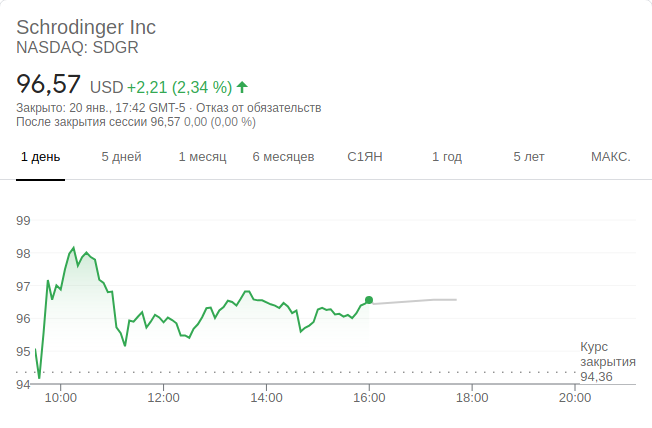 Schrodinger Inc
NASDAQ: SDGR
96,57 USD +2,21 (2,34 %)
Закрыто: 20 янв., 17:42 GMT-5 · Отказ от обязательств
После закрытия сессии 96,57 0,00 (0,00 %)
1 день 5 дней 1 месяц 6 месяцев С1ЯН 1 год 5 лет МАКС.
99
98
97
96
95
94
Курс
закрытия
94,36
10:00 12:00 14:00 16:00 18:00 20:00